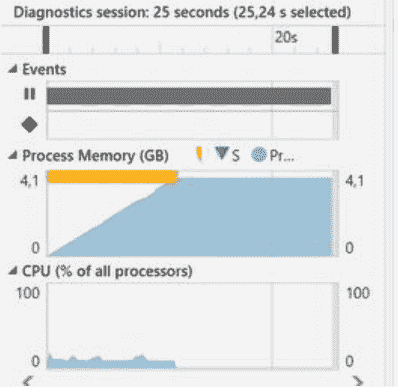 Diagnostics session: 25 seconds (25,24 s selected)
20s
Events
Process Memory (GB)
S
Pr...
4,1
4,1
0
0
CPU (% of all processors)
100
100
0
0